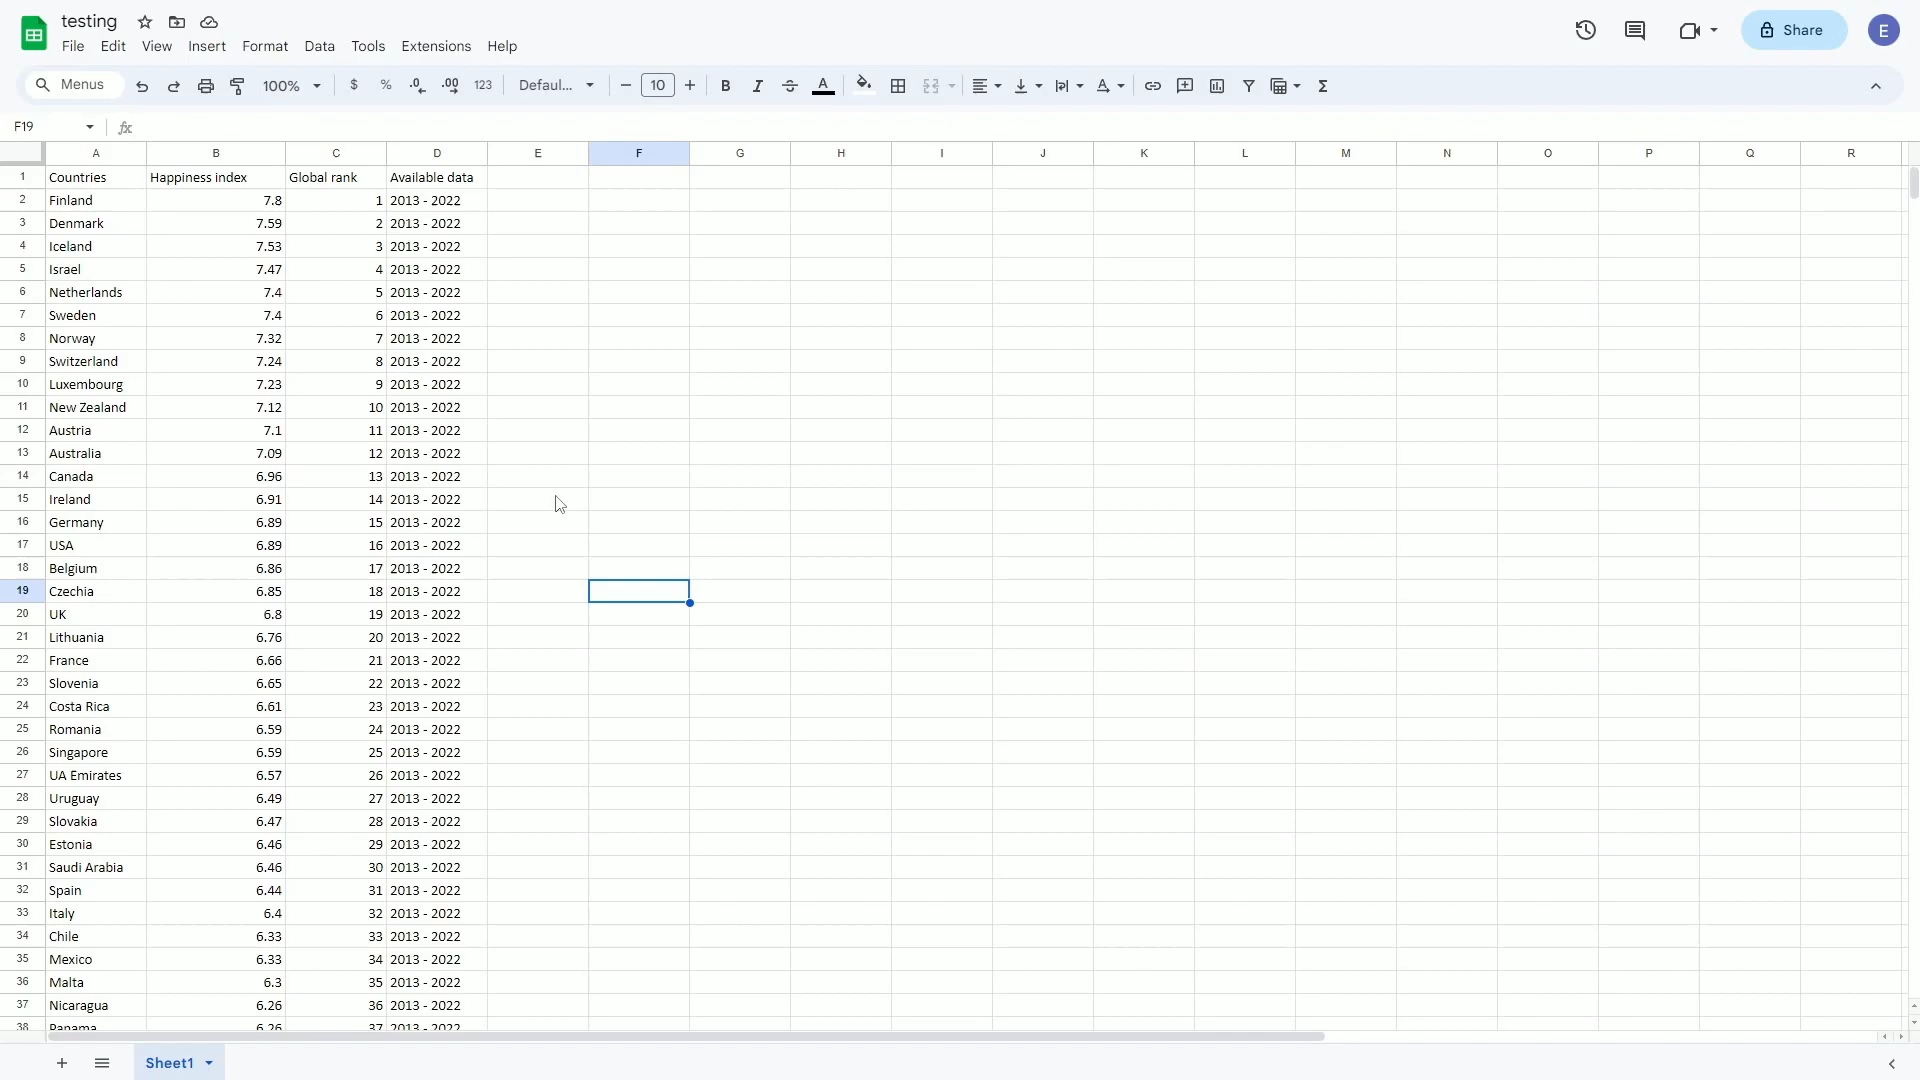 testing
File Edit View Insert Format Data Tools Extensions Help
Share
E
Menus 100% $ % .0 .00 123 Defaul... 10 B I A
F19 fx
A B C D E F G H I J K L M N O P Q R
1 Countries Happiness index Global rank Available data
2 Finland 7.8 1 2013 - 2022
3 Denmark 7.59 2 2013 - 2022
4 Iceland 7.53 3 2013 - 2022
5 Israel 7.47 4 2013 - 2022
6 Netherlands 7.4 5 2013 - 2022
7 Sweden 7.4 6 2013 - 2022
8 Norway 7.32 7 2013 - 2022
9 Switzerland 7.24 8 2013 - 2022
10 Luxembourg 7.23 9 2013 - 2022
11 New Zealand 7.12 10 2013 - 2022
12 Austria 7.1 11 2013 - 2022
13 Australia 7.09 12 2013 - 2022
14 Canada 6.96 13 2013 - 2022
15 Ireland 6.91 14 2013 - 2022
16 Germany 6.89 15 2013 - 2022
17 USA 6.89 16 2013 - 2022
18 Belgium 6.86 17 2013 - 2022
19 Czechia 6.85 18 2013 - 2022
20 UK 6.8 19 2013 - 2022
21 Lithuania 6.76 20 2013 - 2022
22 France 6.66 21 2013 - 2022
23 Slovenia 6.65 22 2013 - 2022
24 Costa Rica 6.61 23 2013 - 2022
25 Romania 6.59 24 2013 - 2022
26 Singapore 6.59 25 2013 - 2022
27 UA Emirates 6.57 26 2013 - 2022
28 Uruguay 6.49 27 2013 - 2022
29 Slovakia 6.47 28 2013 - 2022
30 Estonia 6.46 29 2013 - 2022
31 Saudi Arabia 6.46 30 2013 - 2022
32 Spain 6.44 31 2013 - 2022
33 Italy 6.4 32 2013 - 2022
34 Chile 6.33 33 2013 - 2022
35 Mexico 6.33 34 2013 - 2022
36 Malta 6.3 35 2013 - 2022
37 Nicaragua 6.26 36 2013 - 2022
38 Panama 6.26 37 2013 - 2022
Sheet1